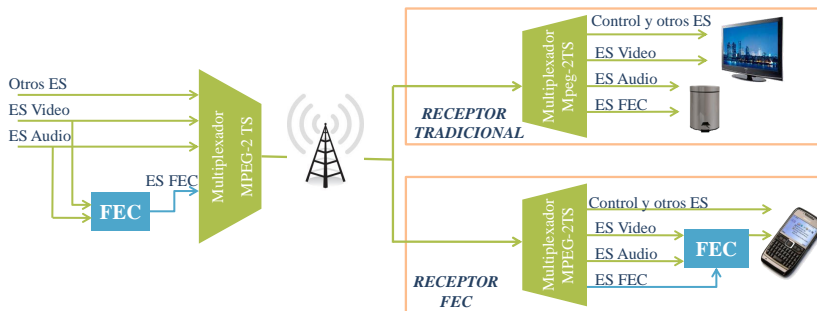 Otros ES
ES Video
ES Audio
ES FEC
FEC
Multiplexador
MPEG-2 TS
Multiplexador
Mpeg-2TS
Control y otros ES
ES Video
ES Audio
ES FEC
RECEPTOR
TRADICIONAL
Multiplexador
MPEG-2TS
Control y otros ES
ES Video
ES Audio
ES FEC
FEC
RECEPTOR
FEC